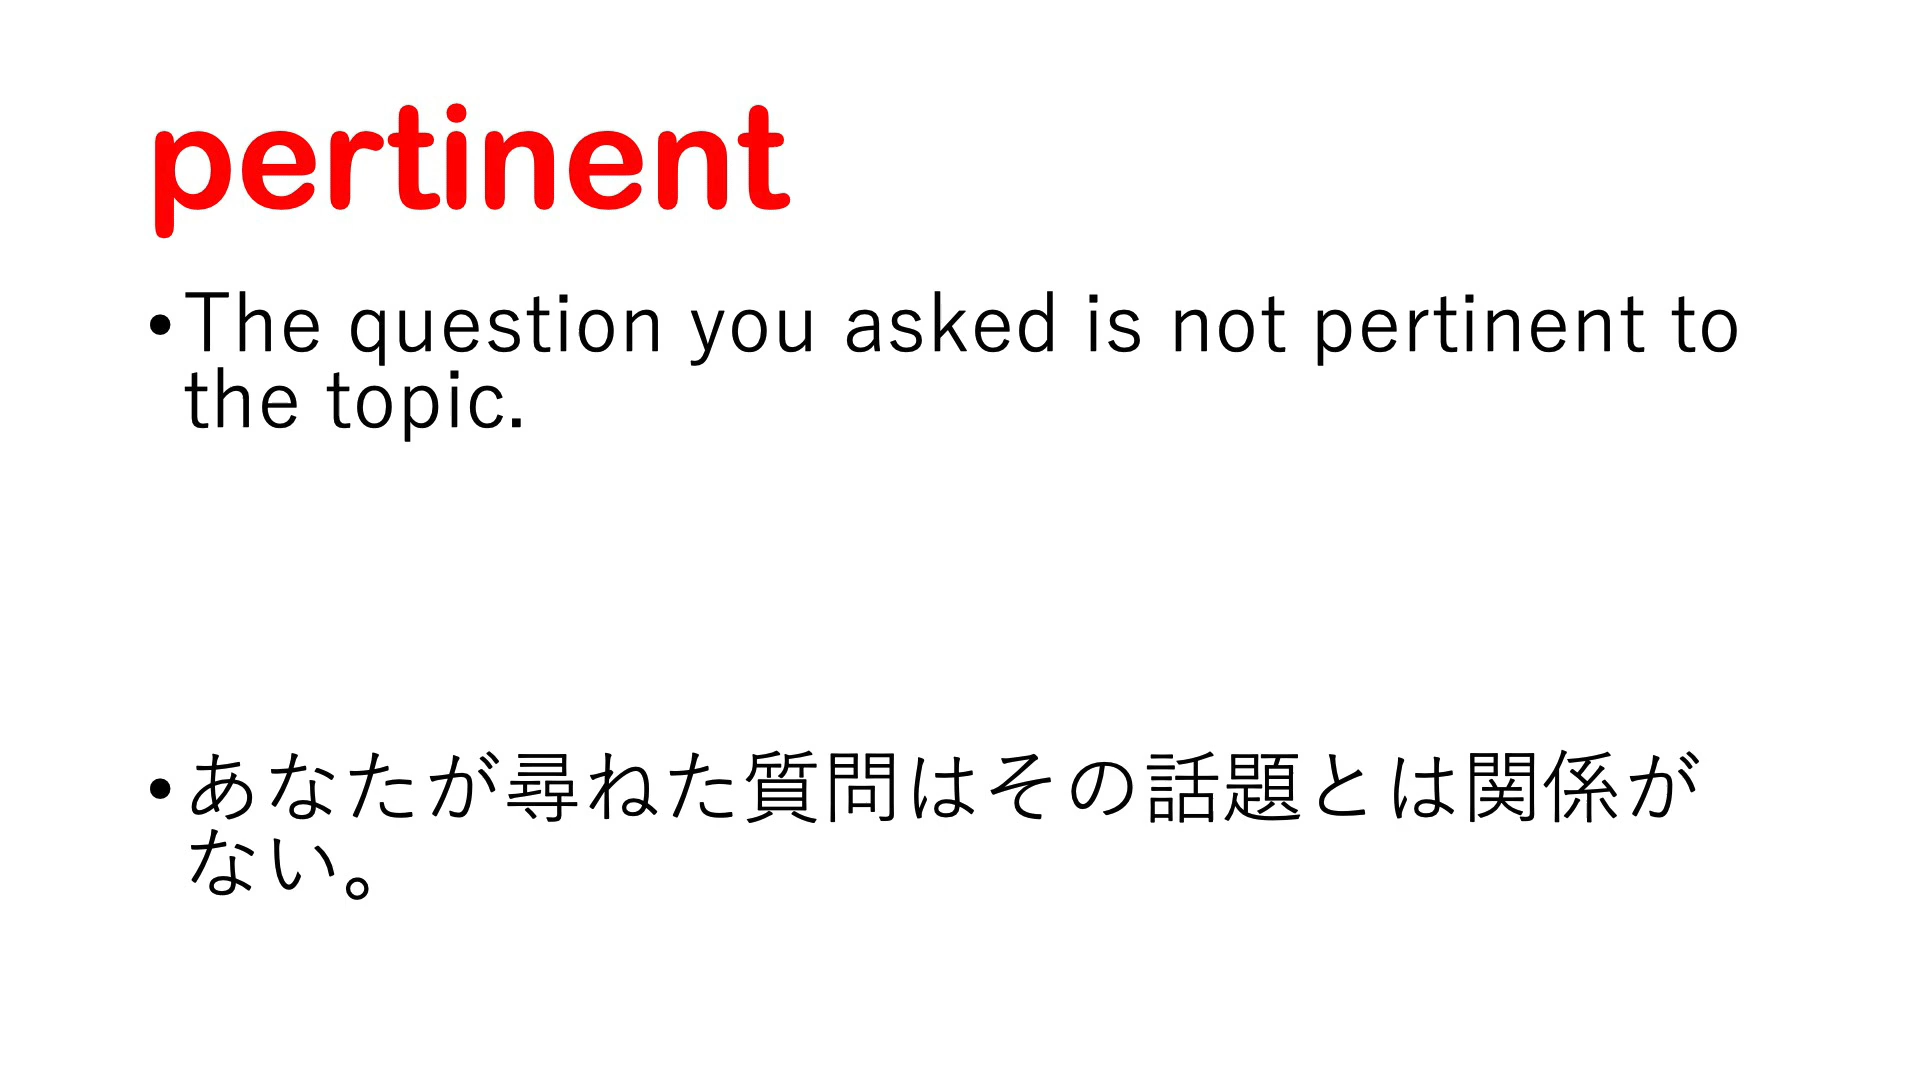 pertinent
•The question you asked is not pertinent to
the topic.
•あなたが尋ねた質問はその話題とは関係が
ない。